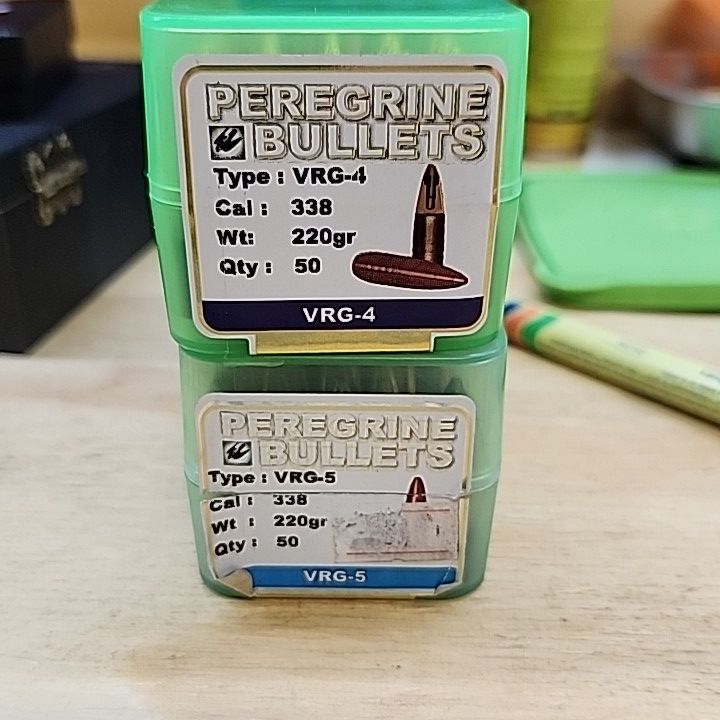 PEREGRINE
BULLETS
Type : VRG-4
Cal : 338
Wt: 220gr
Qty : 50
VRG-4
PEREGRINE
BULLETS
Type : VRG-5
Cal : 338
Wt : 220gr
Qty : 50
VRG-5